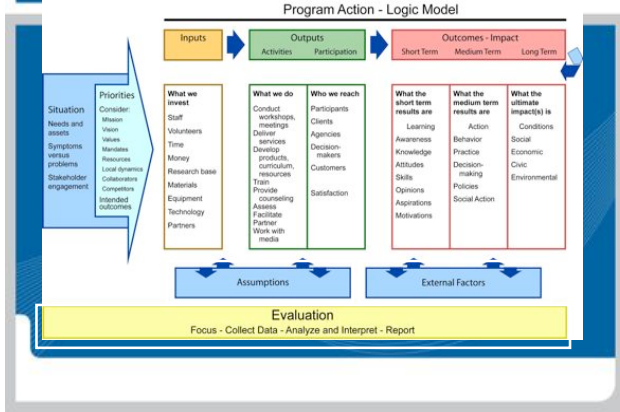 Program Action - Logic Model
Inputs
Outputs
Activities Participation
Outcomes - Impact
Short Term Medium Term Long Term
Situation
Needs and
assets
Symptoms
versus
problems
Stakeholder
engagement
Priorities
Consider:
Mission
Vision
Values
Mandates
Resources
Local dynamics
Collaborators
Competitors
Intended
outcomes
What we
invest
Staff
Volunteers
Time
Money
Research base
Materials
Equipment
Technology
Partners
What we do
Conduct
workshops,
meetings
Deliver
services
Develop
products,
curriculum,
resources
Train
Provide
counseling
Assess
Facilitate
Partner
Work with
media
Who we reach
Participants
Clients
Agencies
Decision-
makers
Customers
Satisfaction
What the
short term
results are
Learning
Awareness
Knowledge
Attitudes
Skills
Opinions
Aspirations
Motivations
What the
medium term
results are
Action
Behavior
Practice
Decision-
making
Policies
Social Action
What the
ultimate
impact(s) is
Conditions
Social
Economic
Civic
Environmental
Assumptions
External Factors
Evaluation
Focus - Collect Data - Analyze and Interpret - Report